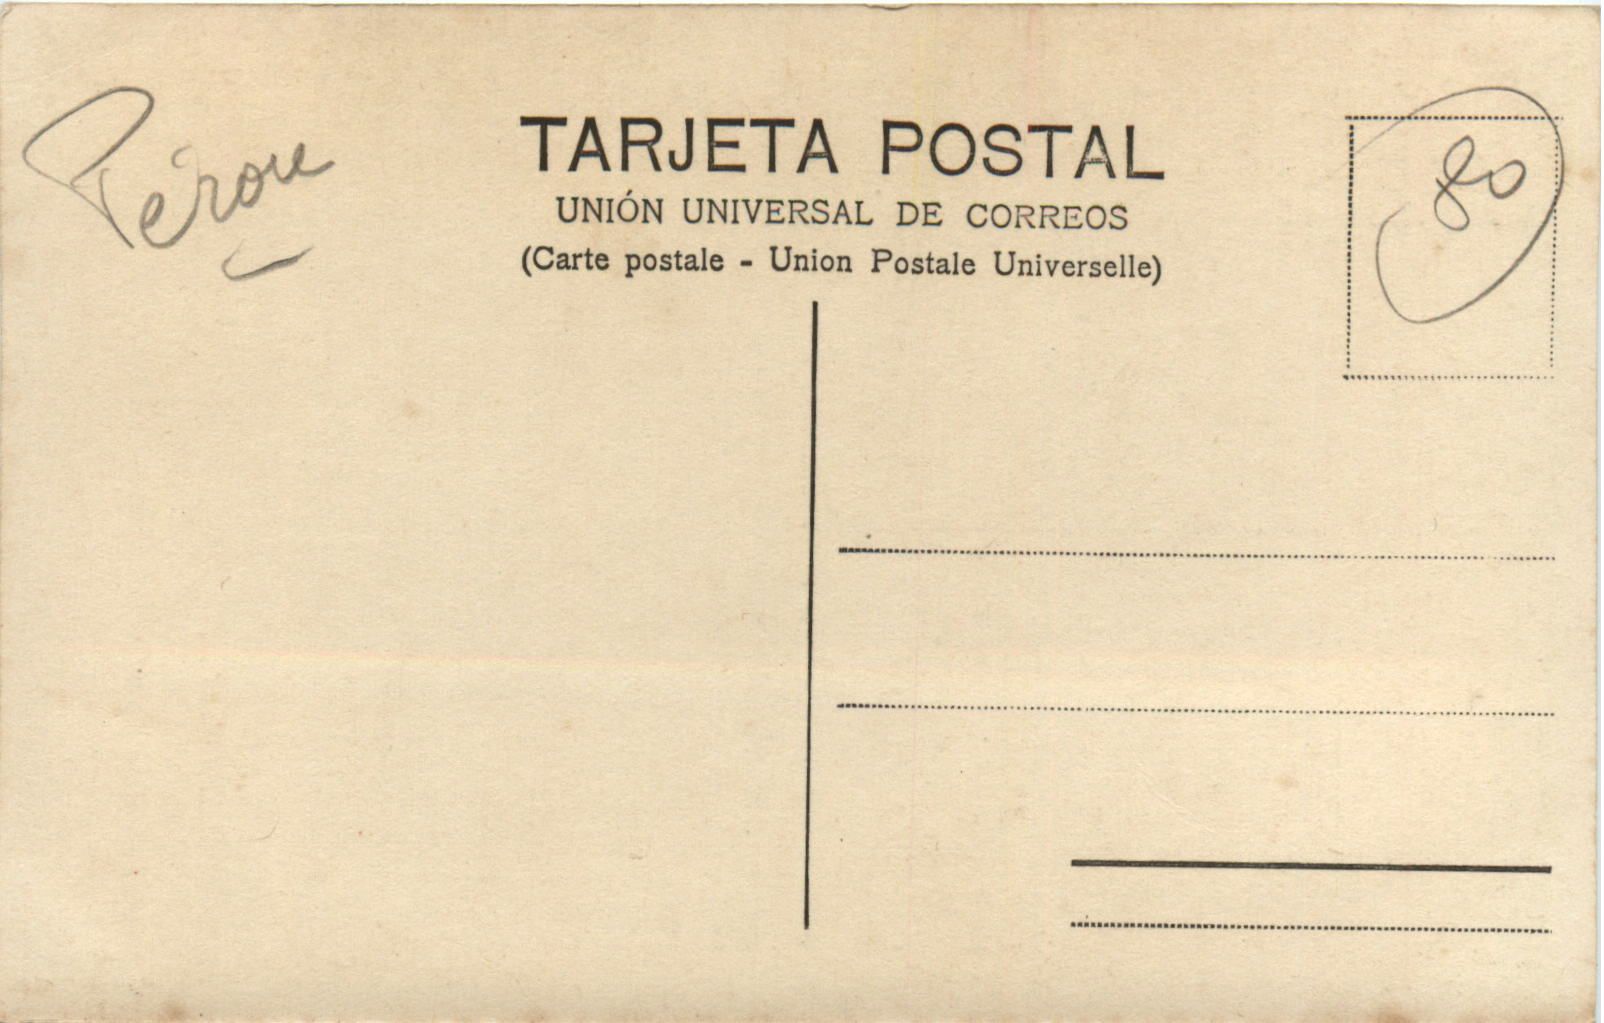 Pérou
TARJETA POSTAL
UNIÓN UNIVERSAL DE CORREOS
(Carte postale - Union Postale Universelle)
80